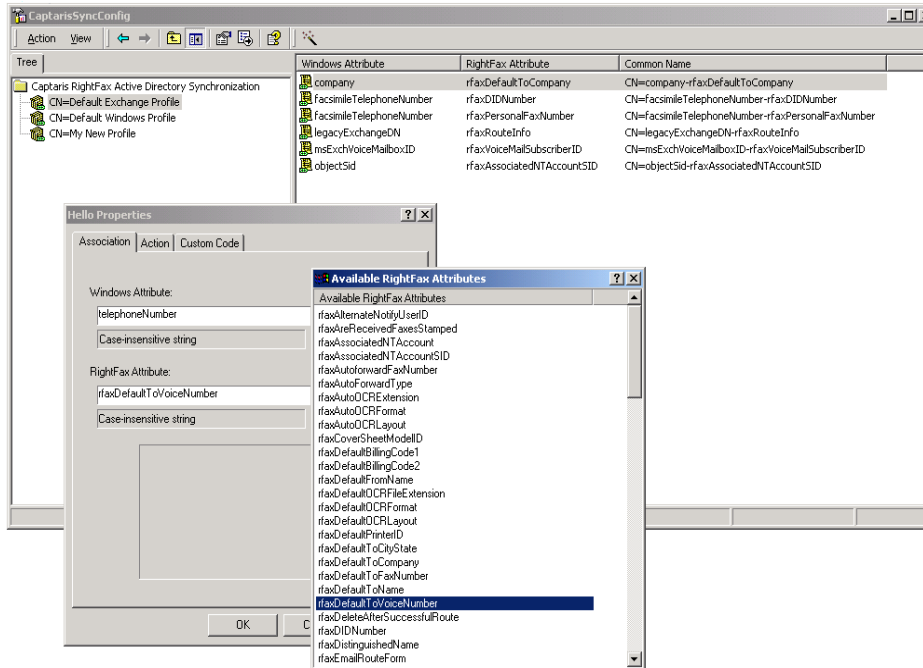 CaptarisSyncConfig
Action View
Tree
Captaris RightFax Active Directory Synchronization
CN=Default Exchange Profile
CN=Default Windows Profile
CN=My New Profile
Windows Attribute RightFax Attribute Common Name
company rfaxDefaultToCompany CN=company-rfaxDefaultToCompany
facsimileTelephoneNumber rfaxDIDNumber CN=facsimileTelephoneNumber-rfaxDIDNumber
facsimileTelephoneNumber rfaxPersonalFaxNumber CN=facsimileTelephoneNumber-rfaxPersonalFaxNumber
legacyExchangeDN rfaxRouteInfo CN=legacyExchangeDN-rfaxRouteInfo
msExchVoiceMailboxID rfaxVoiceMailSubscriberID CN=msExchVoiceMailboxID-rfaxVoiceMailSubscriberID
objectSid rfaxAssociatedNTAccountSID CN=objectSid-rfaxAssociatedNTAccountSID
Hello Properties
Association Action Custom Code
Windows Attribute:
telephoneNumber
Case-insensitive string
RightFax Attribute:
rfaxDefaultToVoiceNumber
Case-insensitive string
OK C
Available RightFax Attributes
Available RightFax Attributes
rfaxAlternateNotifyUserID
rfaxAreReceivedFaxesStamped
rfaxAssociatedNTAccount
rfaxAssociatedNTAccountSID
rfaxAutoforwardFaxNumber
rfaxAutoForwardType
rfaxAutoOCRExtension
rfaxAutoOCRFormat
rfaxAutoOCRLayout
rfaxCoverSheetModelID
rfaxDefaultBillingCode1
rfaxDefaultBillingCode2
rfaxDefaultFromName
rfaxDefaultOCRFileExtension
rfaxDefaultOCRFormat
rfaxDefaultOCRLayout
rfaxDefaultPrinterID
rfaxDefaultToCityState
rfaxDefaultToCompany
rfaxDefaultToFaxNumber
rfaxDefaultToName
rfaxDefaultToVoiceNumber
rfaxDeleteAfterSuccessfulRoute
rfaxDIDNumber
rfaxDistinguishedName
rfaxEmailRouteForm